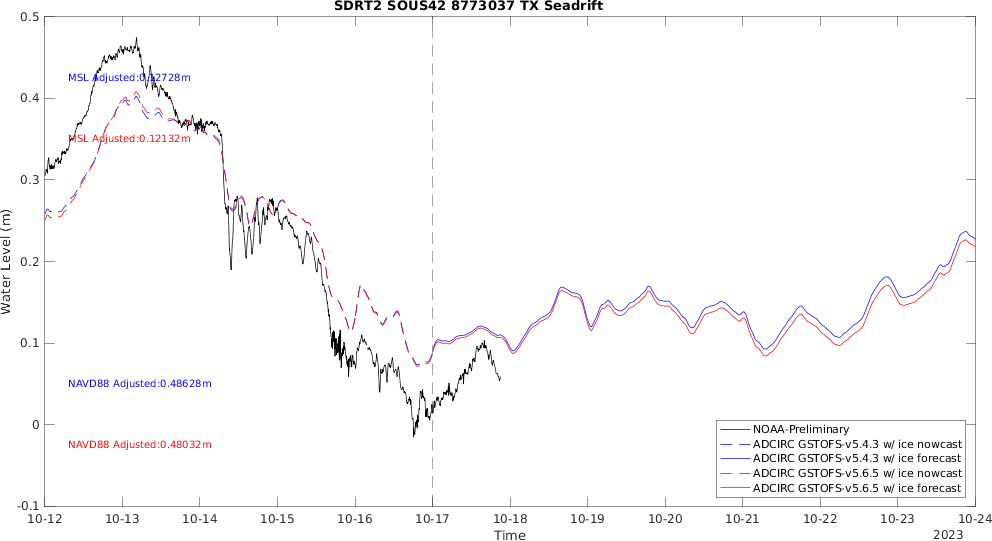 SDRT2 SOUS42 8773037 TX Seadrift
0.5
0.4
0.3
0.2
0.1
0
-0.1
Water Level (m)
MSL Adjusted:0.12728m
MSL Adjusted:0.12132m
NAVD88 Adjusted:0.48628m
NAVD88 Adjusted:0.48032m
NOAA-Preliminary
ADCIRC GSTOFS-v5.4.3 w/ ice nowcast
ADCIRC GSTOFS-v5.4.3 w/ ice forecast
ADCIRC GSTOFS-v5.6.5 w/ ice nowcast
ADCIRC GSTOFS-v5.6.5 w/ ice forecast
10-12 10-13 10-14 10-15 10-16 10-17 10-18 10-19 10-20 10-21 10-22 10-23 10-24
Time
2023